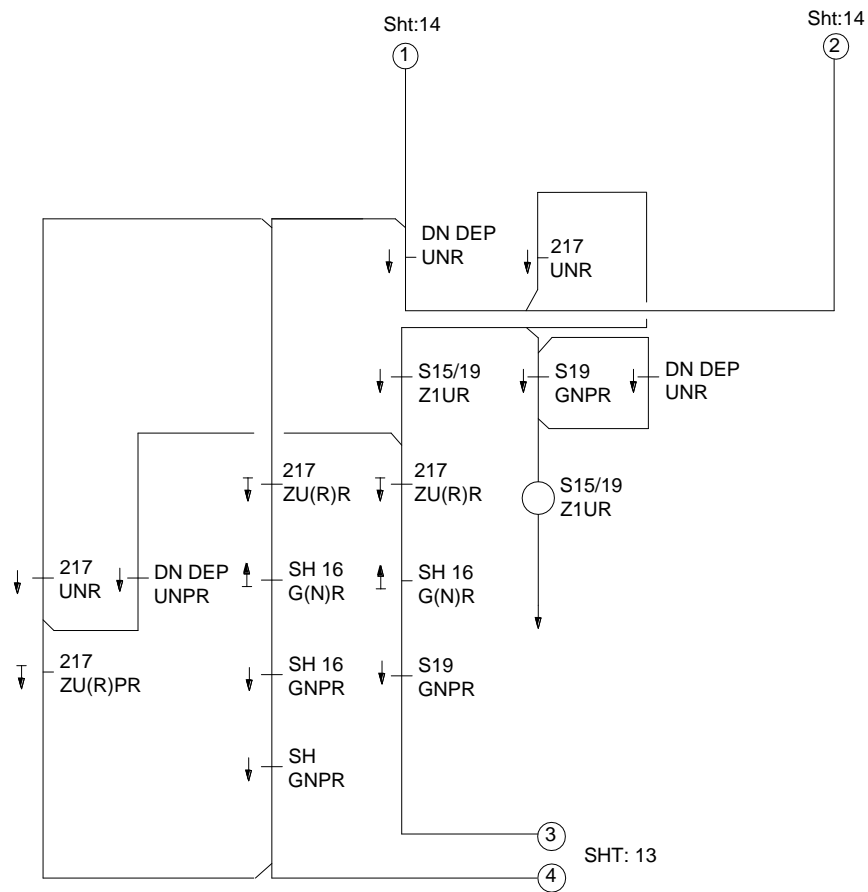 Sht:14
1
Sht:14
2
DN DEP
UNR
217
UNR
S15/19
Z1UR
S19
GNPR
DN DEP
UNR
217
ZU(R)R
217
ZU(R)R
S15/19
Z1UR
217
UNR
DN DEP
UNPR
SH 16
G(N)R
SH 16
G(N)R
217
ZU(R)PR
SH 16
GNPR
S19
GNPR
SH
GNPR
3
SHT: 13
4